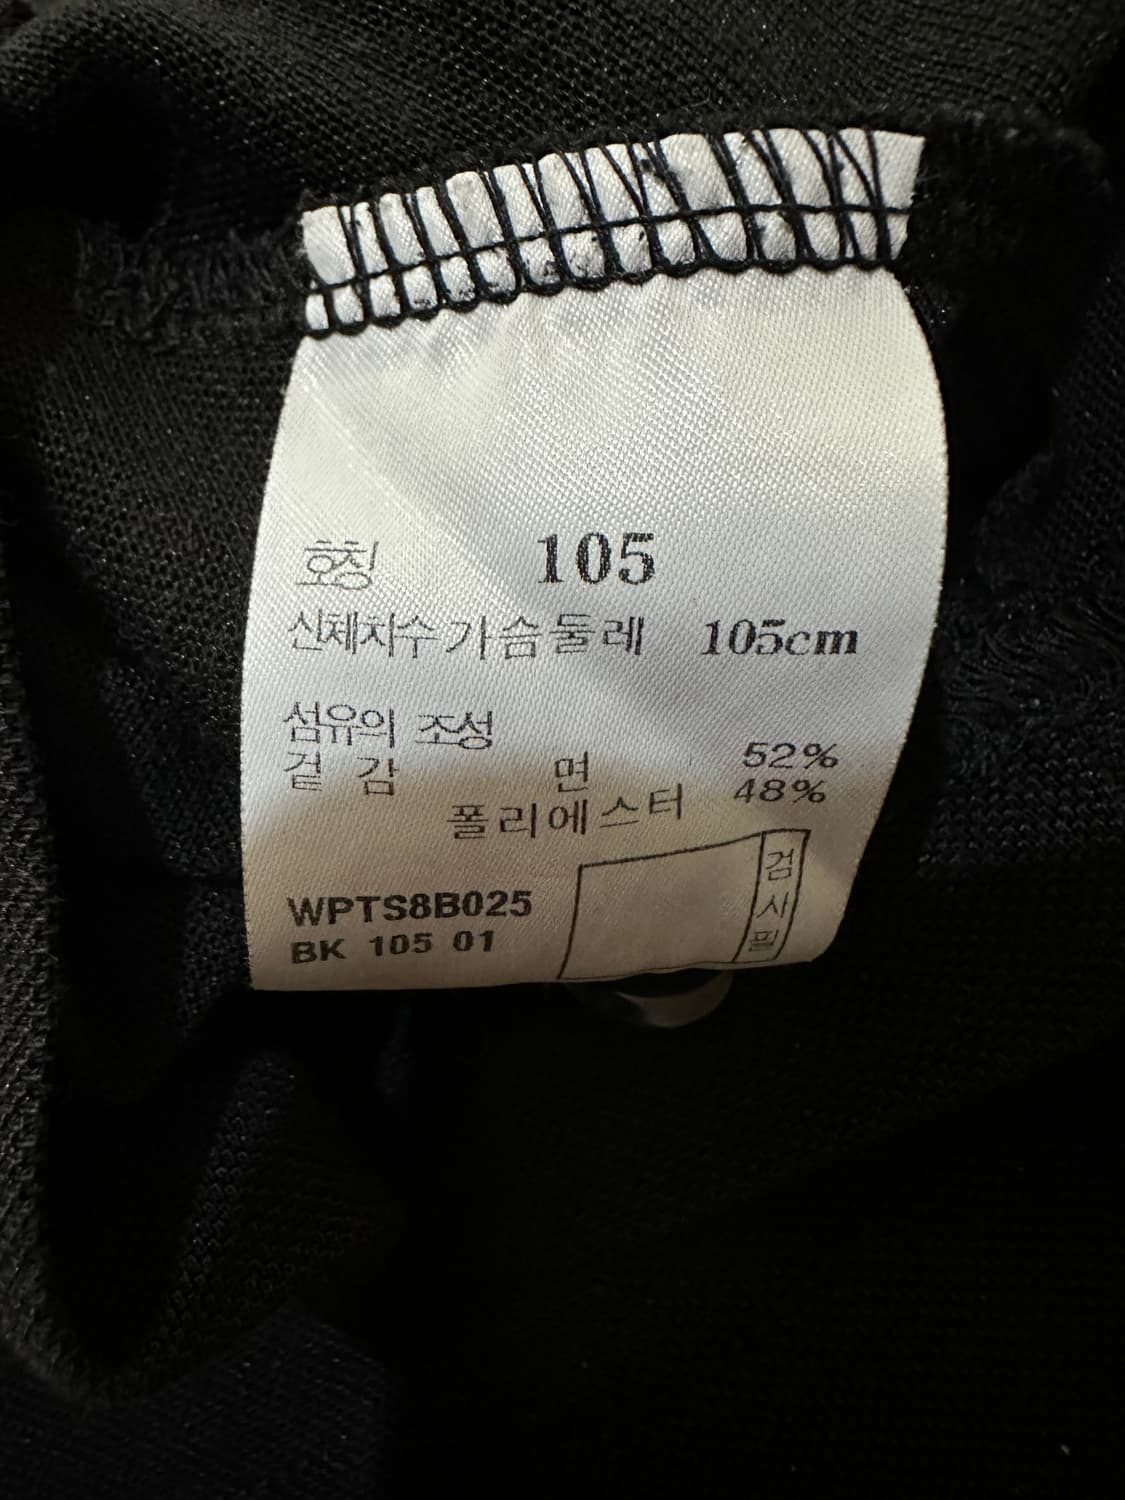 호칭 105
신체치수 가슴둘레 105cm
섬유의 조성
겉감 면 52%
폴리에스터 48%
WPTS8B025
BK 105 01
검사필